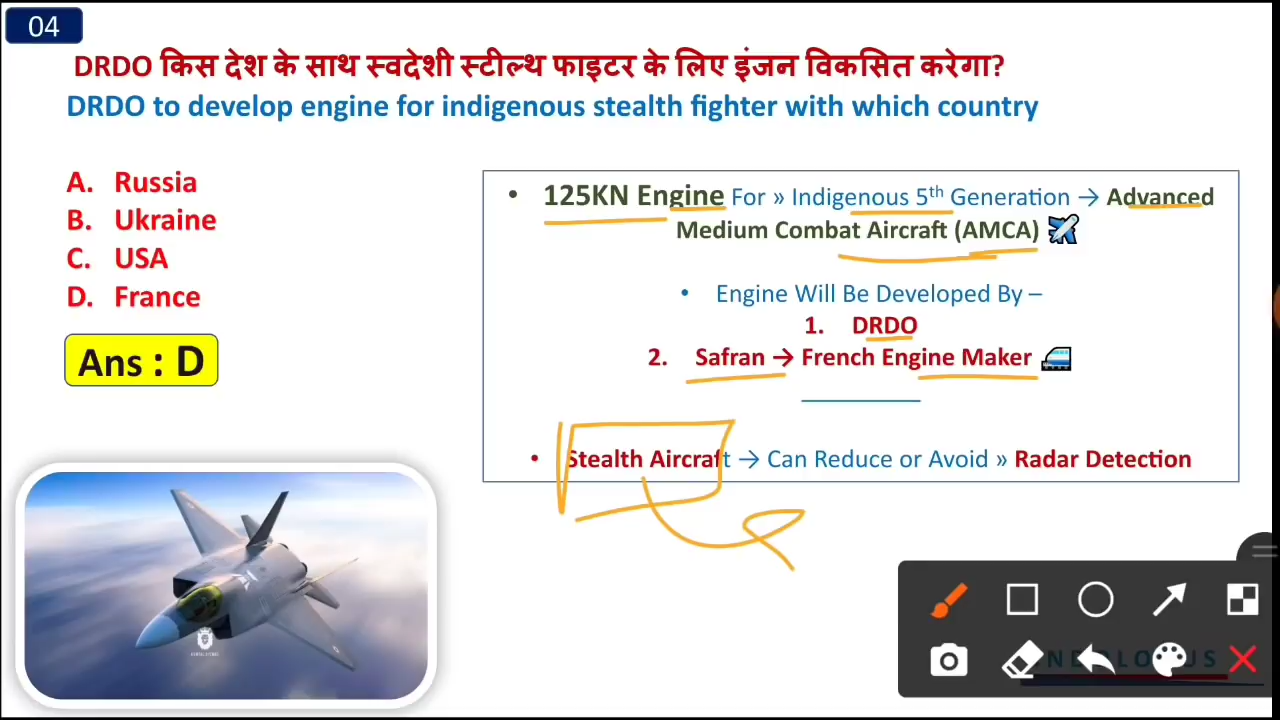 04
DRDO किस देश के साथ स्वदेशी स्टील्थ फाइटर के लिए इंजन विकसित करेगा?
DRDO to develop engine for indigenous stealth fighter with which country
A. Russia
B. Ukraine
C. USA
D. France
Ans : D
• 125KN Engine For » Indigenous 5th Generation → Advanced
Medium Combat Aircraft (AMCA)
• Engine Will Be Developed By –
1. DRDO
2. Safran → French Engine Maker
• Stealth Aircraft → Can Reduce or Avoid » Radar Detection